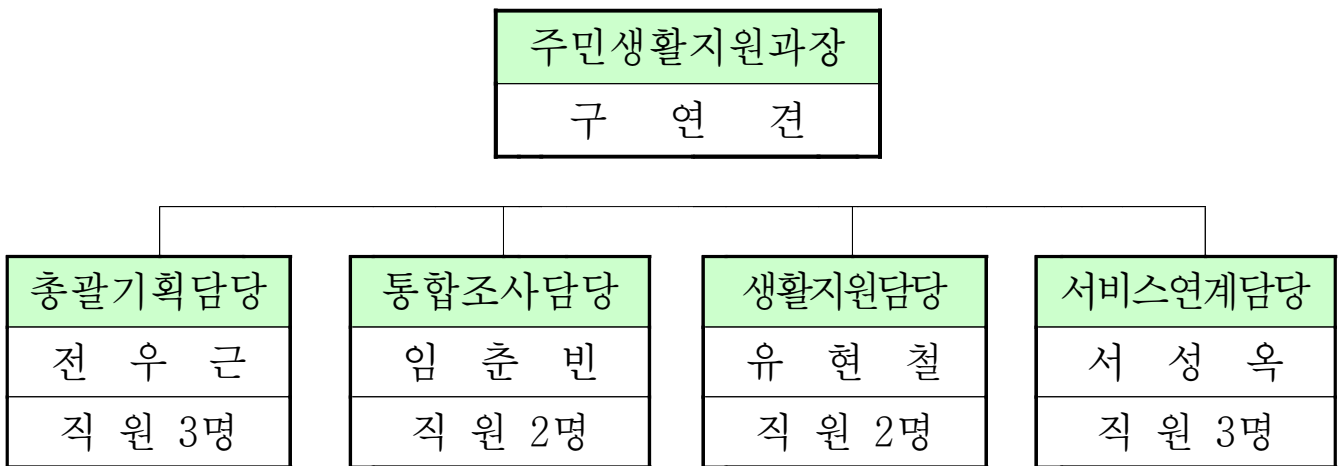 주민생활지원과장
구 연 견
총괄기획담당 통합조사담당 생활지원담당 서비스연계담당
전 우 근 임 춘 빈 유 현 철 서 성 옥
직 원 3명 직 원 2명 직 원 2명 직 원 3명